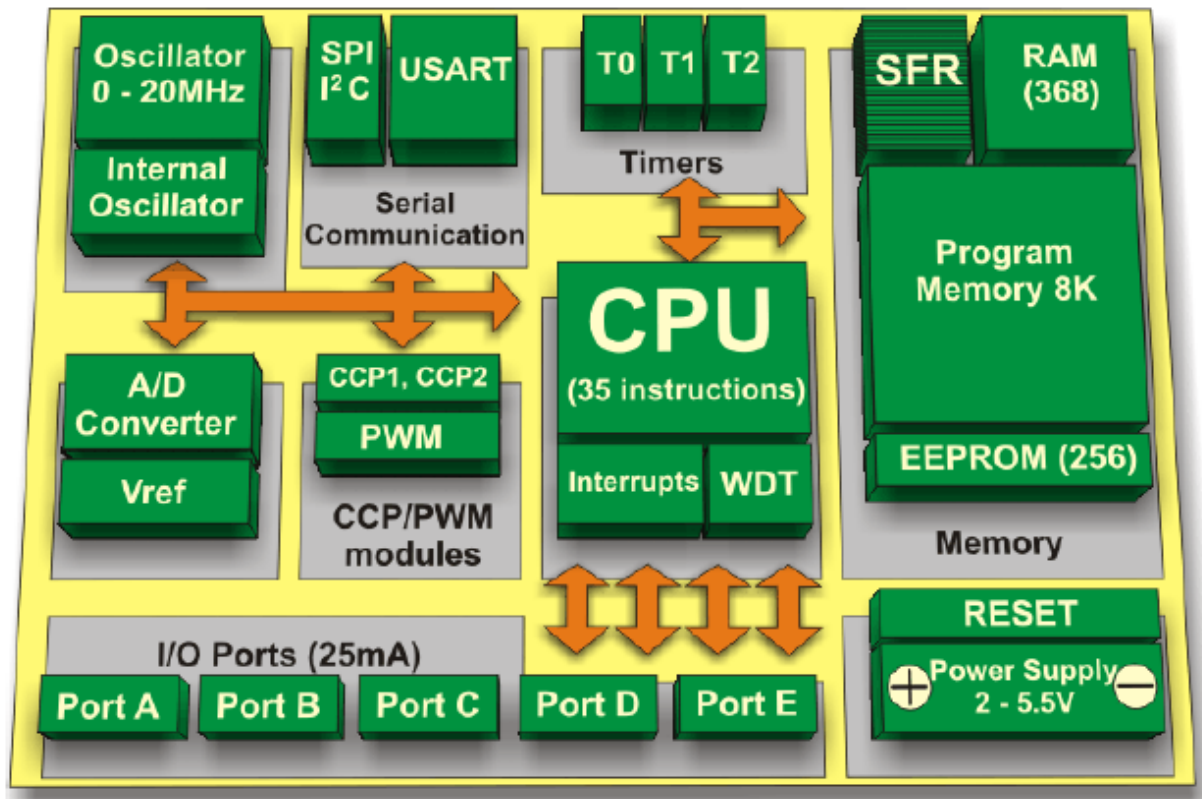 Oscillator
0 - 20MHz
Internal
Oscillator
SPI
I²C
USART
Serial
Communication
T0
T1
T2
Timers
SFR
RAM
(368)
Program
Memory 8K
EEPROM (256)
Memory
A/D
Converter
Vref
CCP1, CCP2
PWM
CCP/PWM
modules
CPU
(35 instructions)
Interrupts
WDT
I/O Ports (25mA)
Port A
Port B
Port C
Port D
Port E
RESET
+
Power Supply
2 - 5.5V
−